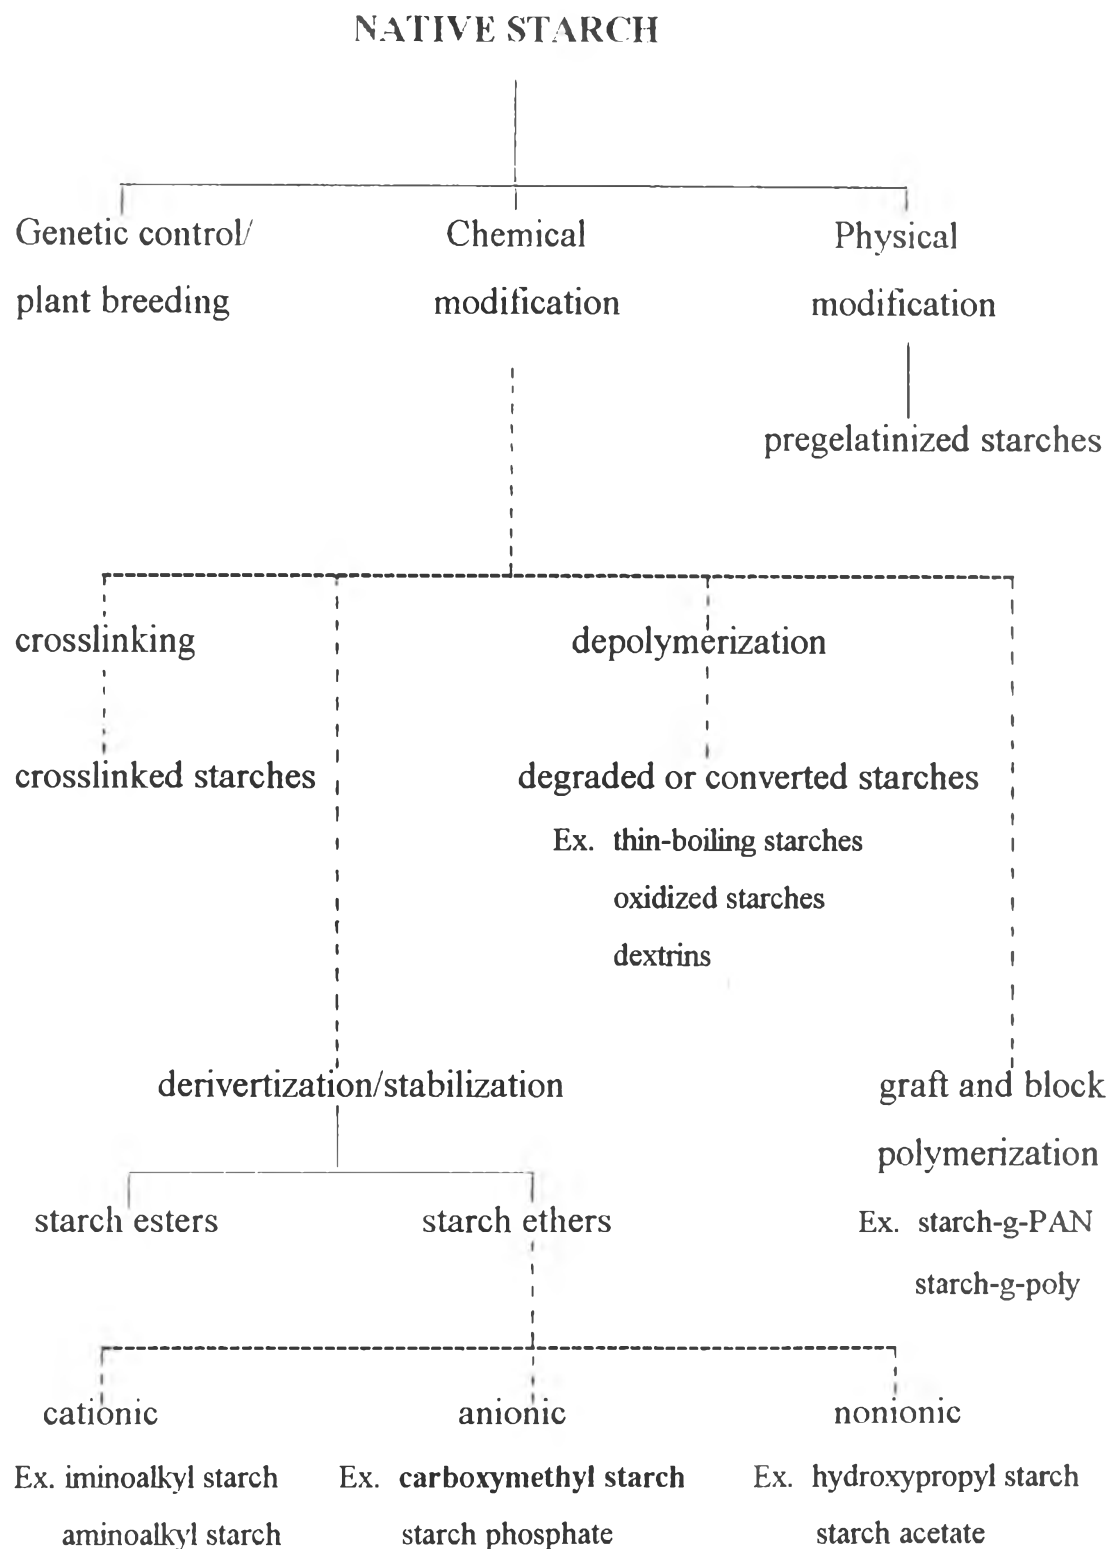 NATIVE STARCH
Genetic control/
plant breeding
Chemical
modification
Physical
modification
pregelatinized starches
crosslinking
depolymerization
crosslinked starches
degraded or converted starches
Ex. thin-boiling starches
oxidized starches
dextrins
derivertization/stabilization
graft and block
polymerization
starch esters
starch ethers
Ex. starch-g-PAN
starch-g-poly
cationic
anionic
nonionic
Ex. iminoalkyl starch
aminoalkyl starch
Ex. carboxymethyl starch
starch phosphate
Ex. hydroxypropyl starch
starch acetate